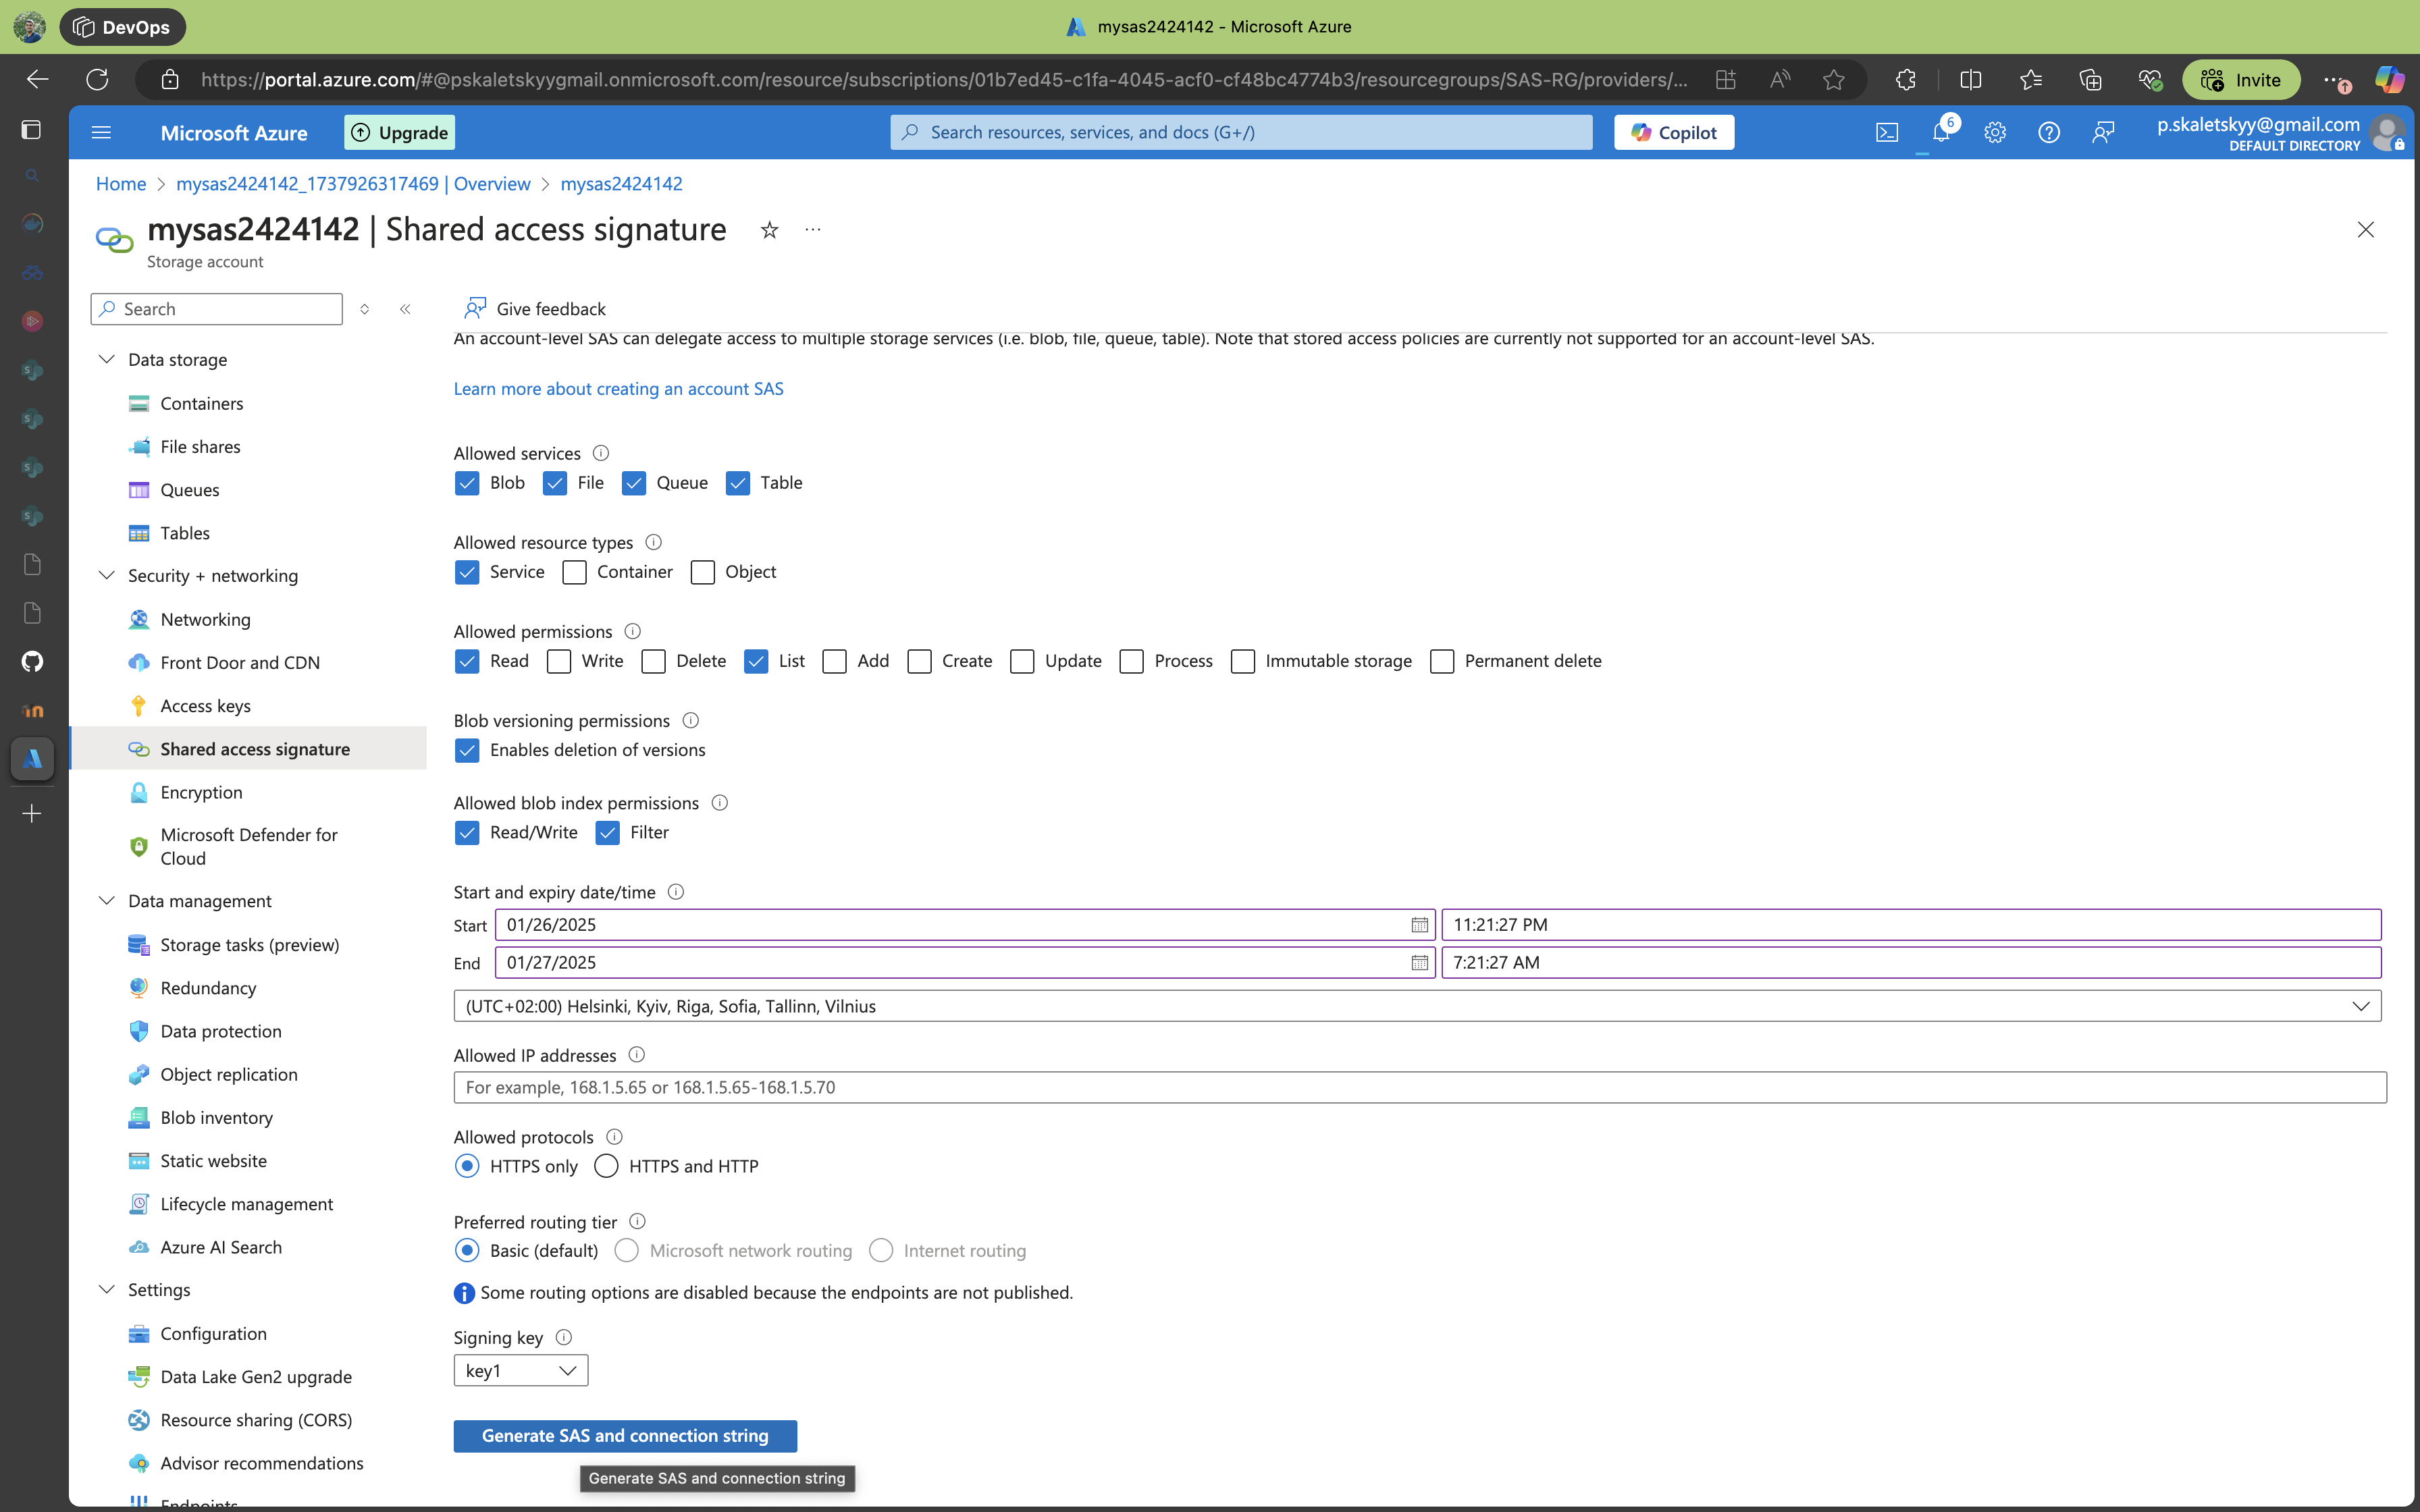 DevOps
mysas2424142 - Microsoft Azure
https://portal.azure.com/#@pskaletskyygmail.onmicrosoft.com/resource/subscriptions/01b7ed45-c1fa-4045-acf0-cf48bc4774b3/resourcegroups/SAS-RG/providers/...
Invite
Microsoft Azure
Upgrade
Search resources, services, and docs (G+/)
Copilot
6
p.skaletskyy@gmail.com
DEFAULT DIRECTORY
Home > mysas2424142_1737926317469 | Overview > mysas2424142
mysas2424142 | Shared access signature
Storage account
Search
Give feedback
Data storage
Containers
File shares
Queues
Tables
Security + networking
Networking
Front Door and CDN
Access keys
Shared access signature
Encryption
Microsoft Defender for
Cloud
Data management
Storage tasks (preview)
Redundancy
Data protection
Object replication
Blob inventory
Static website
Lifecycle management
Azure AI Search
Settings
Configuration
Data Lake Gen2 upgrade
Resource sharing (CORS)
Advisor recommendations
Endpoints
An account-level SAS can delegate access to multiple storage services (i.e. blob, file, queue, table). Note that stored access policies are currently not supported for an account-level SAS.
Learn more about creating an account SAS
Allowed services
Blob File Queue Table
Allowed resource types
Service Container Object
Allowed permissions
Read Write Delete List Add Create Update Process Immutable storage Permanent delete
Blob versioning permissions
Enables deletion of versions
Allowed blob index permissions
Read/Write Filter
Start and expiry date/time
Start 01/26/2025 11:21:27 PM
End 01/27/2025 7:21:27 AM
(UTC+02:00) Helsinki, Kyiv, Riga, Sofia, Tallinn, Vilnius
Allowed IP addresses
For example, 168.1.5.65 or 168.1.5.65-168.1.5.70
Allowed protocols
HTTPS only HTTPS and HTTP
Preferred routing tier
Basic (default) Microsoft network routing Internet routing
Some routing options are disabled because the endpoints are not published.
Signing key
key1
Generate SAS and connection string
Generate SAS and connection string